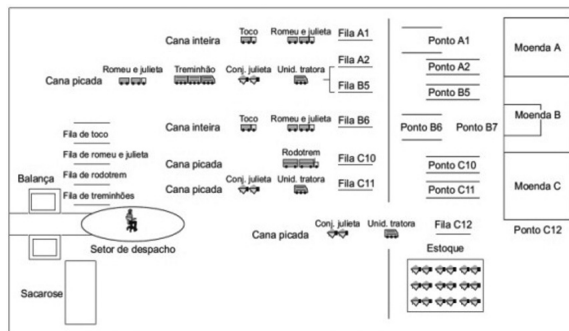 Toco Romeu e julieta Fila A1
Cana inteira
Ponto A1
Moenda A
Romeu e julieta Treminhão Conj. julieta Unid. tratora Fila A2
Cana picada
Ponto A2
Fila B5
Ponto B5
Toco Romeu e julieta Fila B6
Cana inteira
Ponto B6 Ponto B7
Moenda B
Fila de toco
Fila de romeu e julieta
Rodotrem
Cana picada Fila C10
Ponto C10
Fila de rodotrem
Conj. julieta Unid. tratora
Cana picada Fila C11
Ponto C11
Moenda C
Balança
Fila de treminhões
Conj. julieta Unid. tratora Fila C12
Cana picada
Ponto C12
Setor de despacho
Estoque
Sacarose